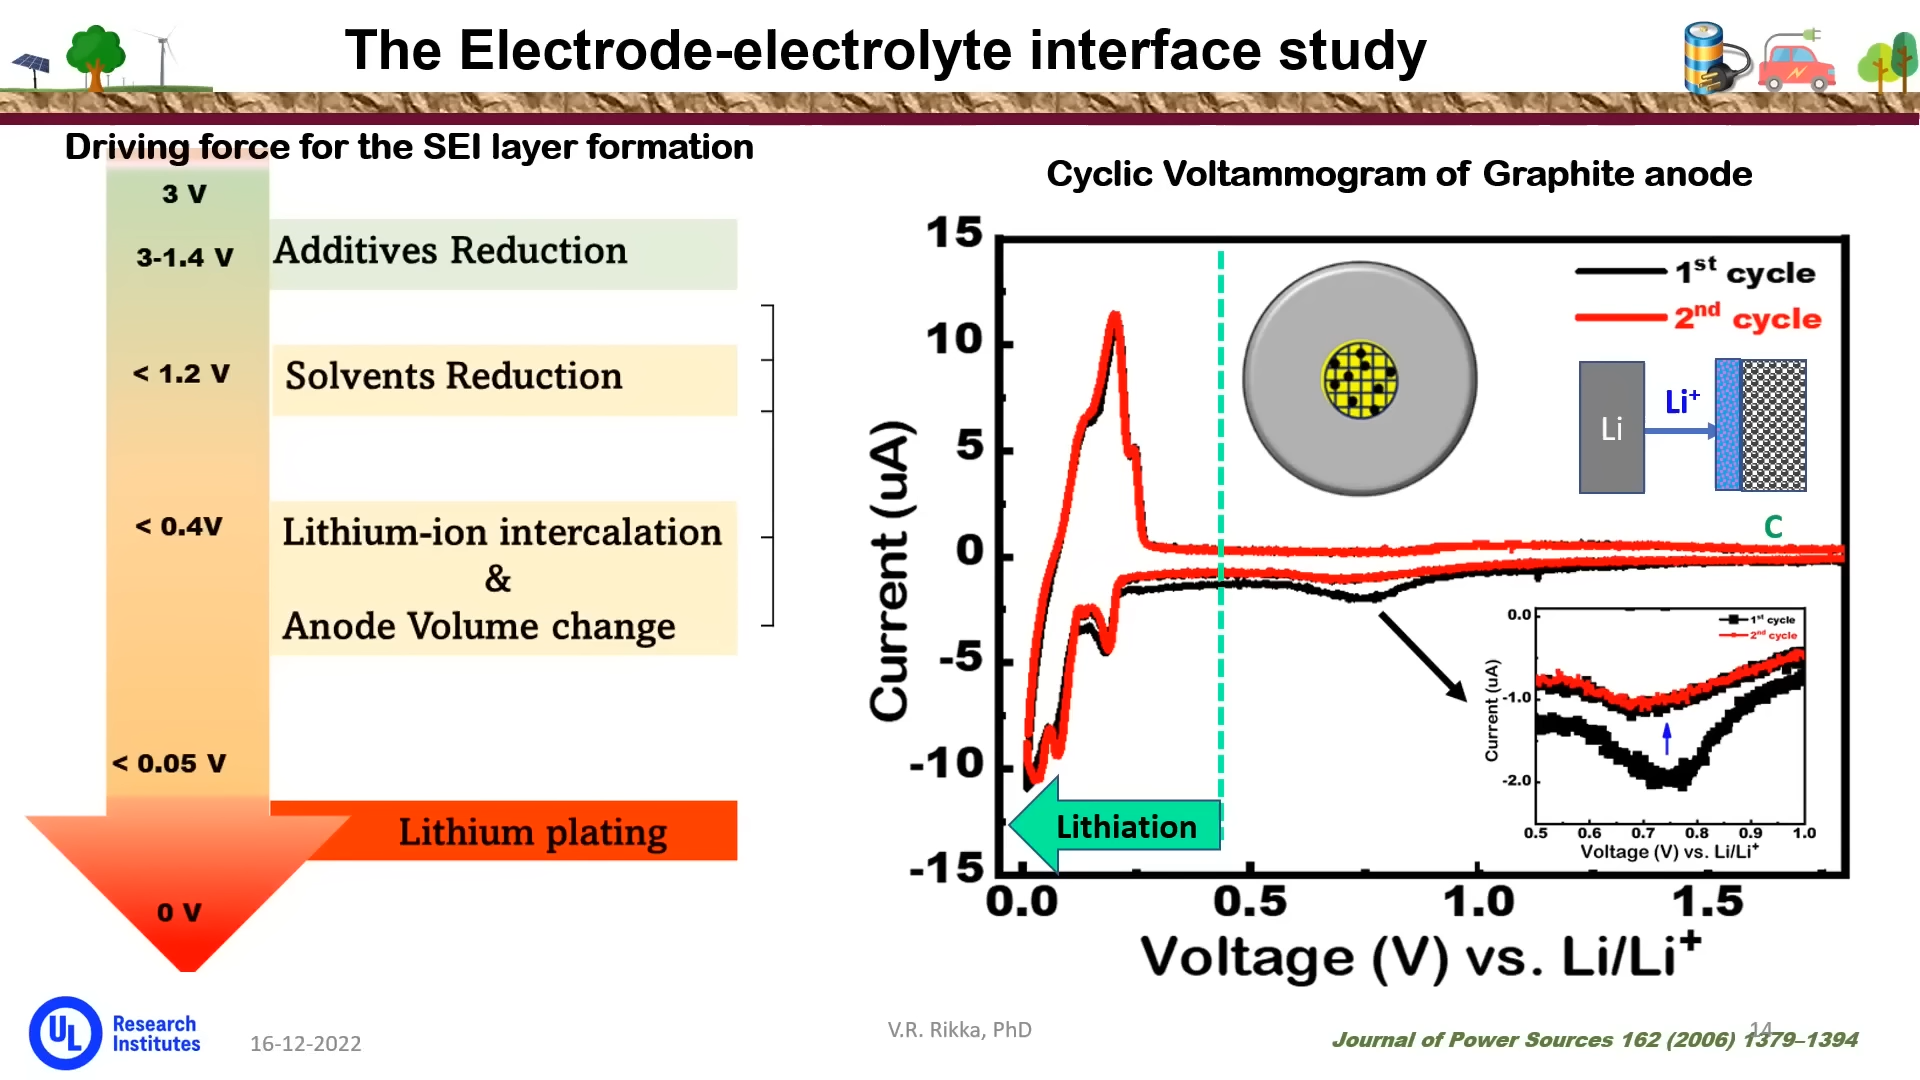 The Electrode-electrolyte interface study
Driving force for the SEI layer formation
3 V
3-1.4 V
Additives Reduction
< 1.2 V
Solvents Reduction
< 0.4V
Lithium-ion intercalation
&
Anode Volume change
< 0.05 V
Lithium plating
0 V
Cyclic Voltammogram of Graphite anode
15
10
5
0
-5
-10
-15
Current (uA)
1st cycle
2nd cycle
Li
Li+
C
Lithiation
0.0
0.5
1.0
1.5
Voltage (V) vs. Li/Li+
0.0
-1.0
-2.0
Current (uA)
1st cycle
2nd cycle
0.5 0.6 0.7 0.8 0.9 1.0
Voltage (V) vs. Li/Li+
UL Research
Institutes
16-12-2022
V.R. Rikka, PhD
14
Journal of Power Sources 162 (2006) 1379–1394